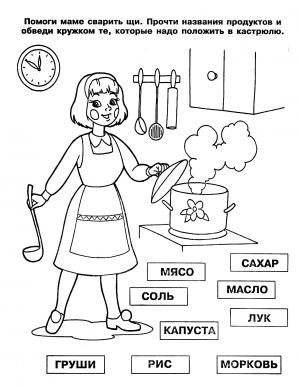 Помоги маме сварить щи. Прочти названия продуктов и
обведи кружком те, которые надо положить в кастрюлю.
САХАР
МЯСО
МАСЛО
СОЛЬ
ЛУК
КАПУСТА
ГРУШИ
РИС
МОРКОВЬ